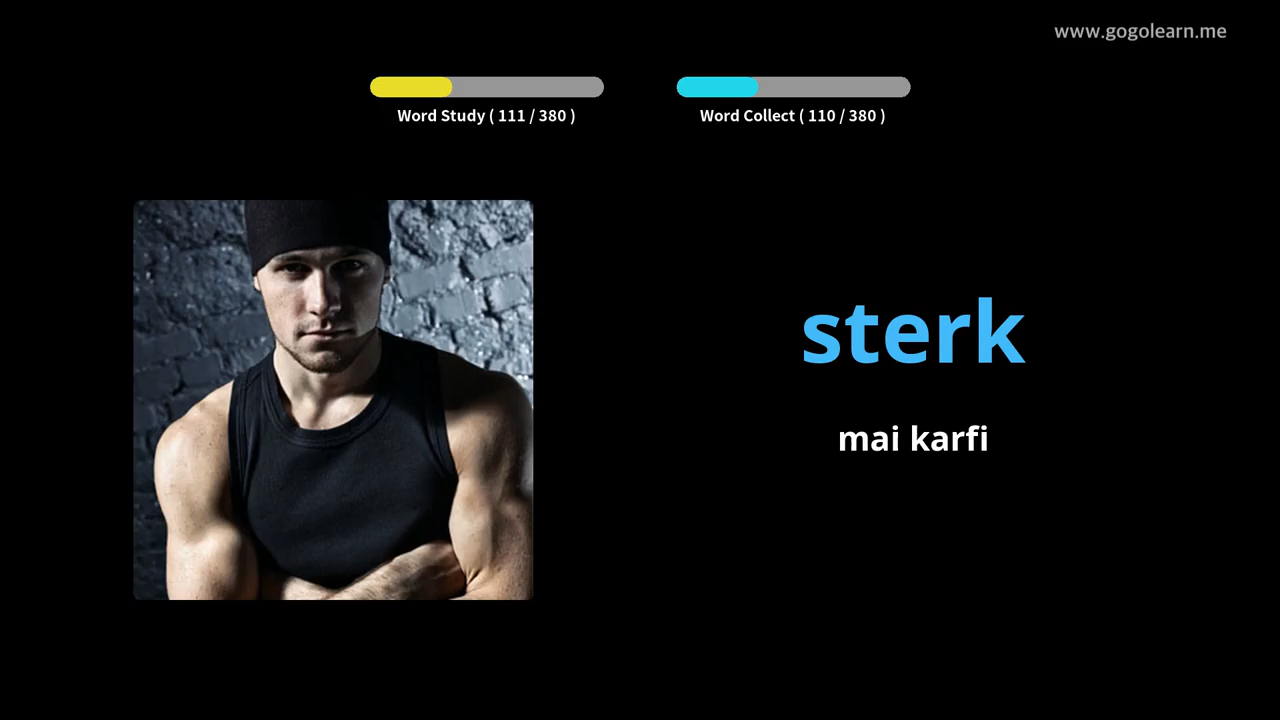 www.gogolearn.me
Word Study ( 111 / 380 )
Word Collect ( 110 / 380 )
sterk
mai karfi